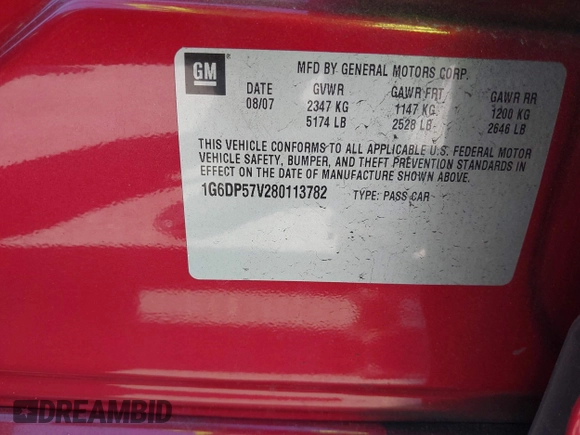 GM
MFD BY GENERAL MOTORS CORP.
DATE GVWR GAWR FRT GAWR RR
08/07 2347 KG 1147 KG 1200 KG
5174 LB 2528 LB 2646 LB
THIS VEHICLE CONFORMS TO ALL APPLICABLE U.S. FEDERAL MOTOR
VEHICLE SAFETY, BUMPER, AND THEFT PREVENTION STANDARDS IN
EFFECT ON THE DATE OF MANUFACTURE SHOWN ABOVE.
1G6DP57V280113782 TYPE: PASS CAR
DREAMBID